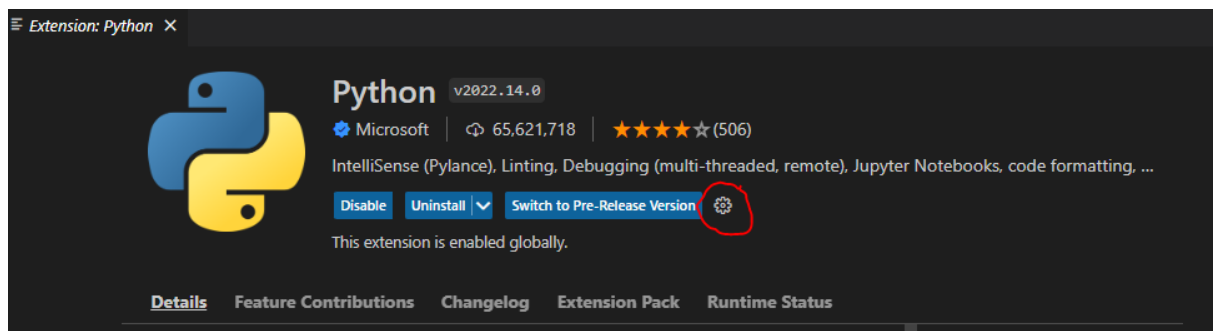 Extension: Python
Python v2022.14.0
Microsoft 65,621,718 (506)
IntelliSense (Pylance), Linting, Debugging (multi-threaded, remote), Jupyter Notebooks, code formatting, ...
Disable Uninstall Switch to Pre-Release Version
This extension is enabled globally.
Details Feature Contributions Changelog Extension Pack Runtime Status